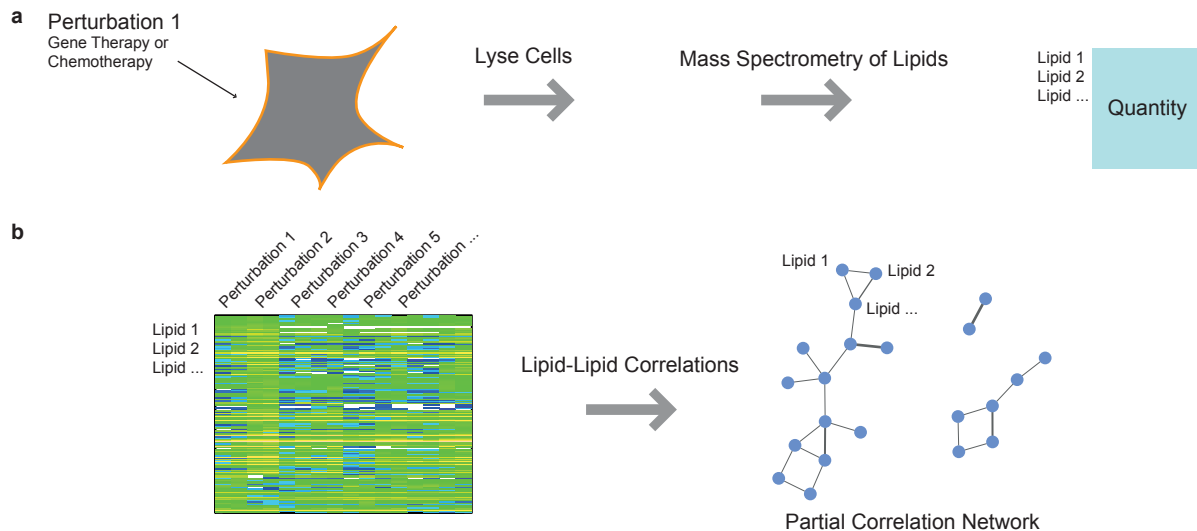 a
Perturbation 1
Gene Therapy or
Chemotherapy
Lyse Cells
Mass Spectrometry of Lipids
Lipid 1
Lipid 2
Lipid ...
Quantity
b
Perturbation 1
Perturbation 2
Perturbation 3
Perturbation 4
Perturbation 5
Perturbation ...
Lipid 1
Lipid 2
Lipid ...
Lipid-Lipid Correlations
Lipid 1
Lipid 2
Lipid ...
Partial Correlation Network